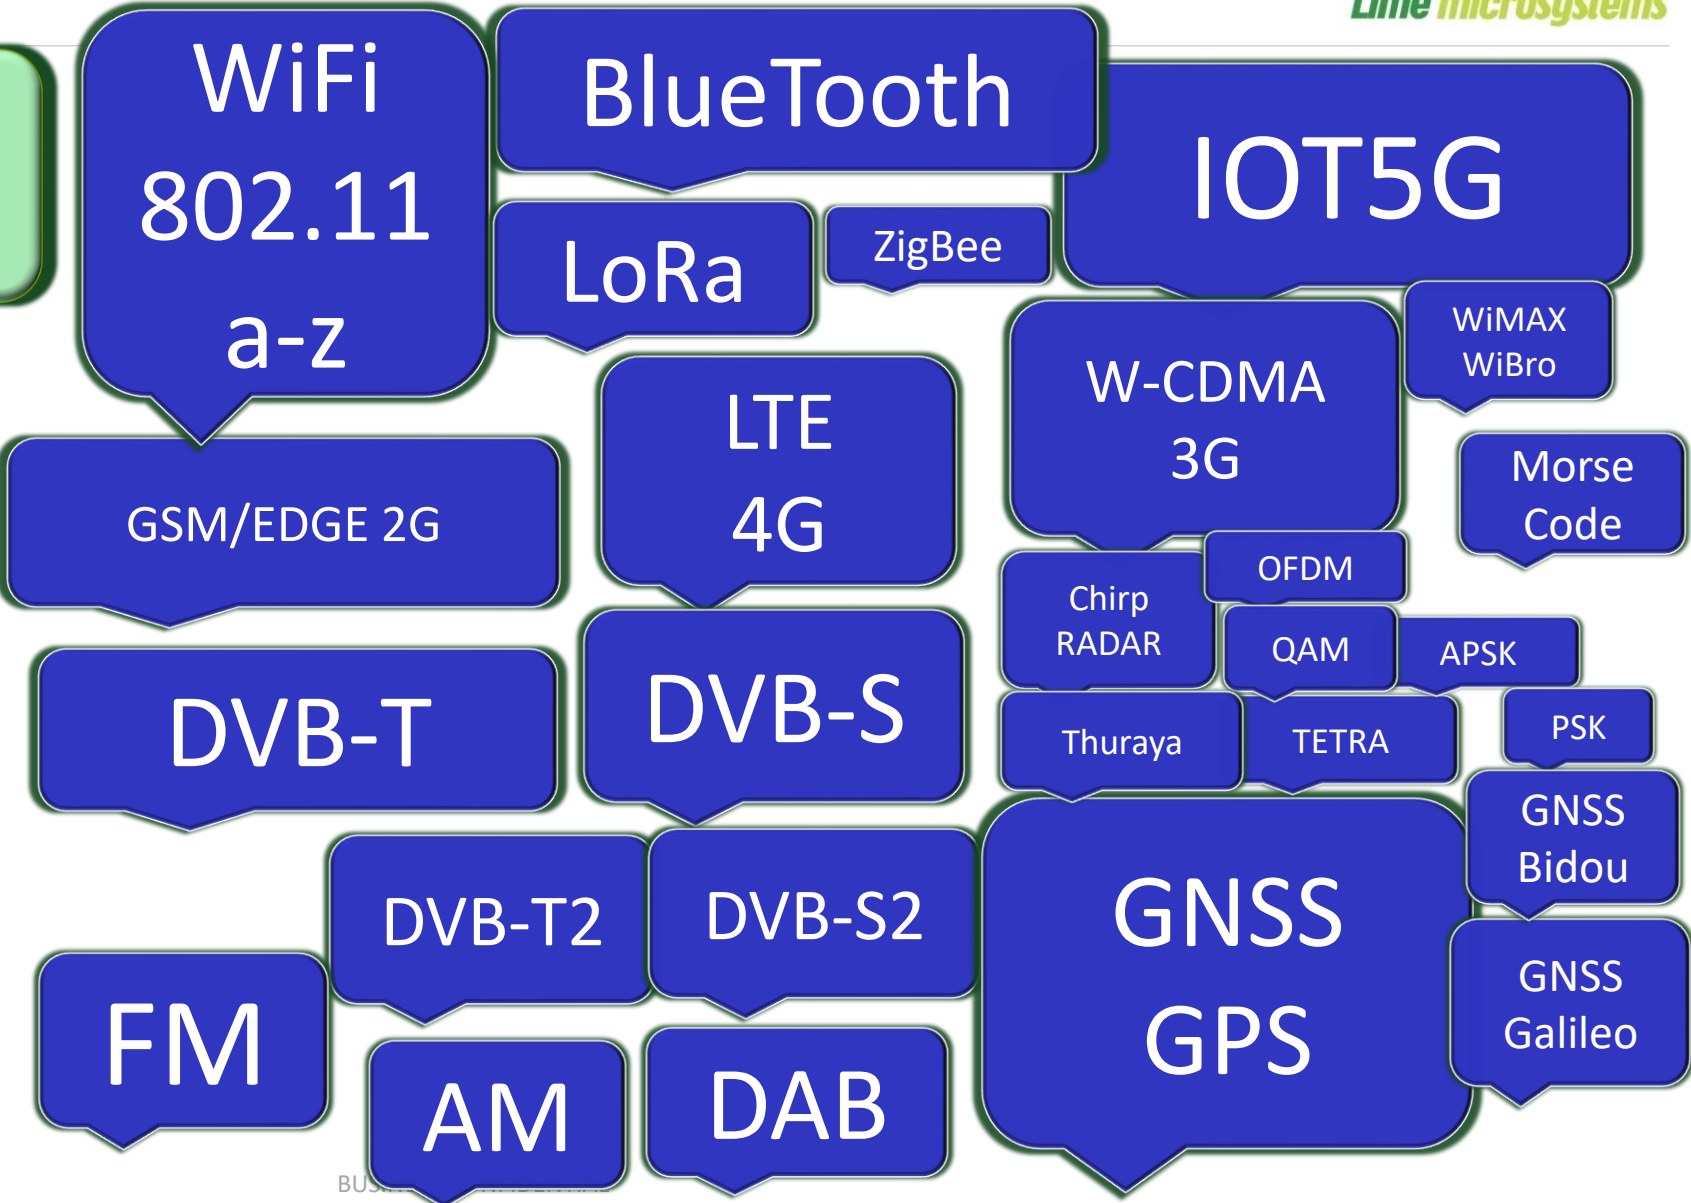 Lime microsystems
WiFi
802.11
a-z
BlueTooth
IOT5G
LoRa
ZigBee
WiMAX
WiBro
W-CDMA
3G
LTE
4G
Morse
Code
GSM/EDGE 2G
OFDM
Chirp
RADAR
QAM
APSK
DVB-T
DVB-S
Thuraya
TETRA
PSK
GNSS
Bidou
DVB-T2
DVB-S2
GNSS
GPS
GNSS
Galileo
FM
AM
DAB